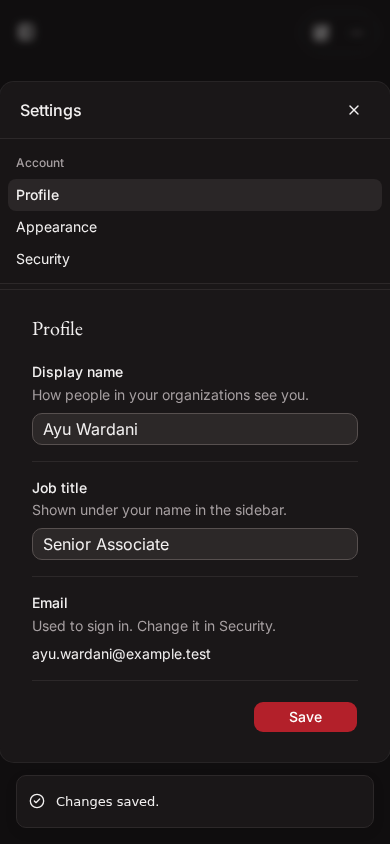 Settings
Account
Profile
Appearance
Security
Profile
Display name
How people in your organizations see you.
Ayu Wardani
Job title
Shown under your name in the sidebar.
Senior Associate
Email
Used to sign in. Change it in Security.
ayu.wardani@example.test
Save
Changes saved.